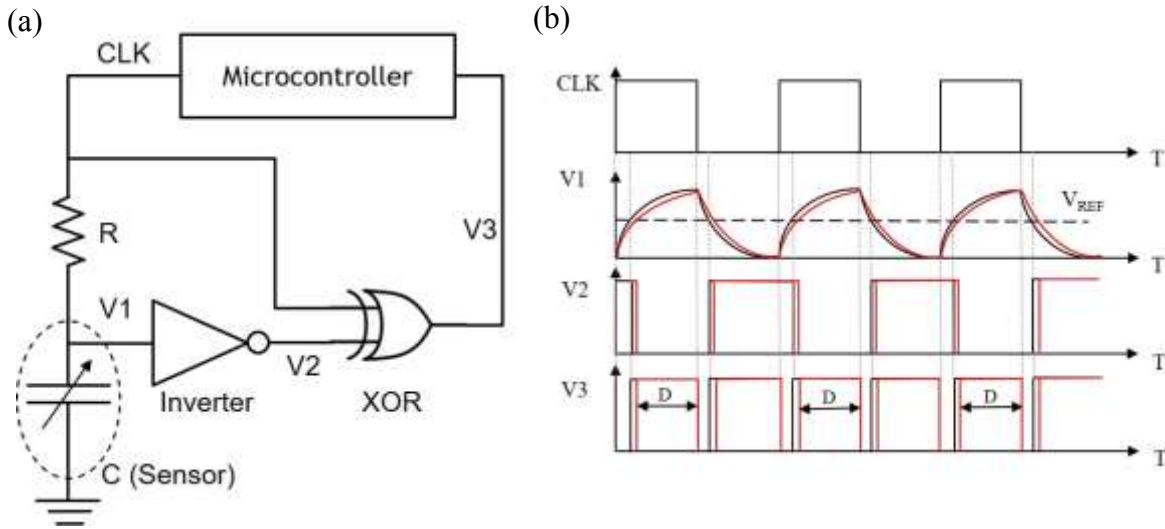 (a)
CLK
Microcontroller
R
V3
V1
V2
Inverter
XOR
C (Sensor)
(b)
CLK
T
V1
VREF
T
V2
T
V3
D
D
D
T